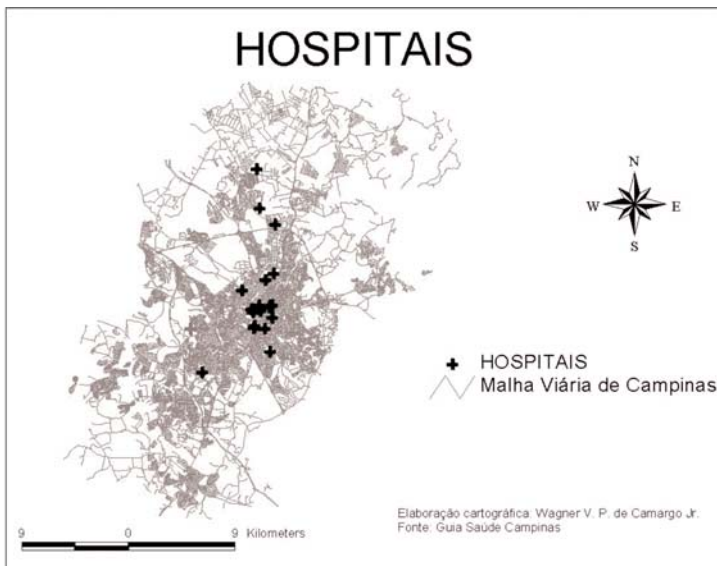 HOSPITAIS
N
W E
S
HOSPITAIS
Malha Viária de Campinas
Elaboração cartográfica: Wagner V. P. de Camargo Jr.
Fonte: Guia Saúde Campinas
9 0 9 Kilometers